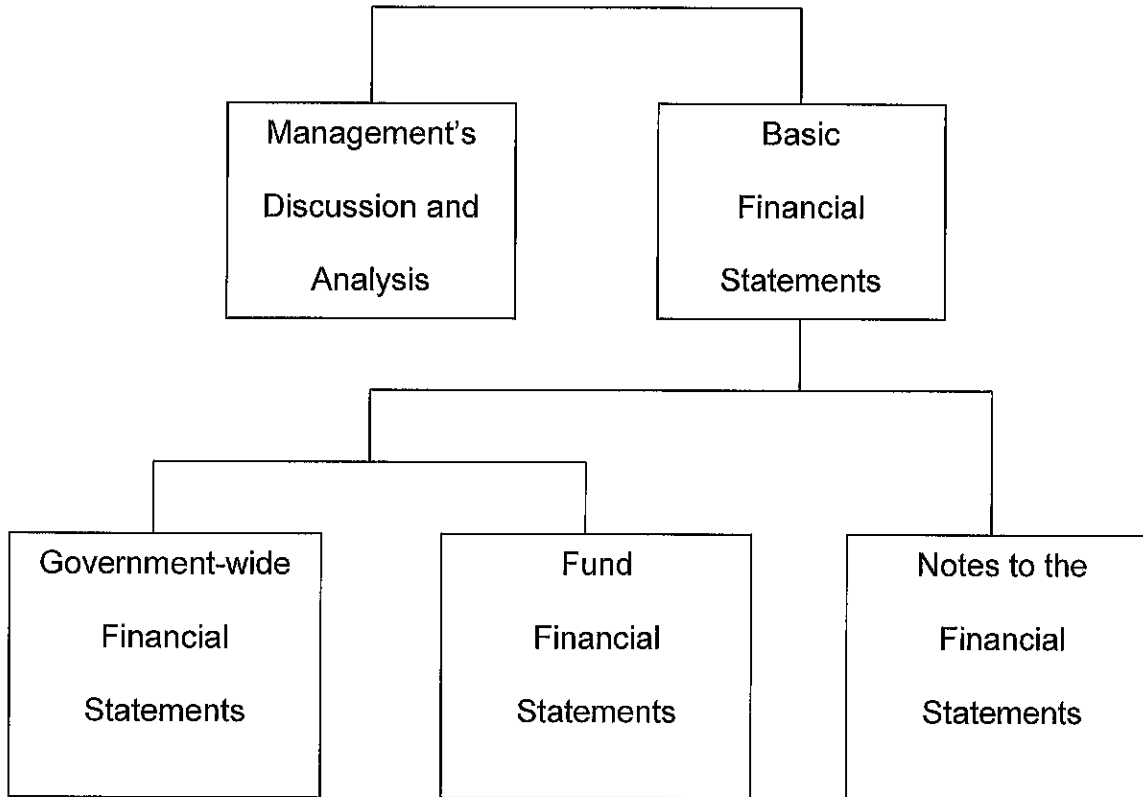 Management's
Discussion and
Analysis
Basic
Financial
Statements
Government-wide
Financial
Statements
Fund
Financial
Statements
Notes to the
Financial
Statements